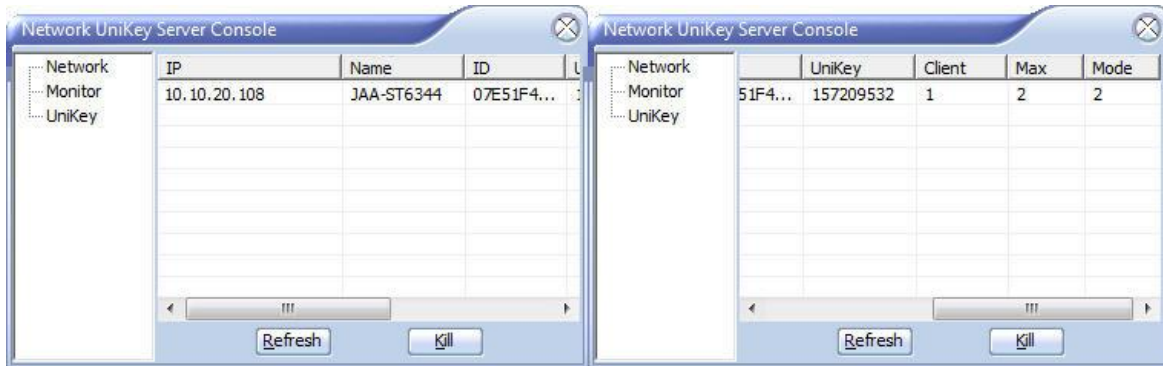 Network UniKey Server Console
Network
Monitor
UniKey
IP Name ID
10.10.20.108 JAA-ST6344 07E51F4...
Refresh Kill
Network UniKey Server Console
Network
Monitor
UniKey
UniKey Client Max Mode
51F4... 157209532 1 2 2
Refresh Kill